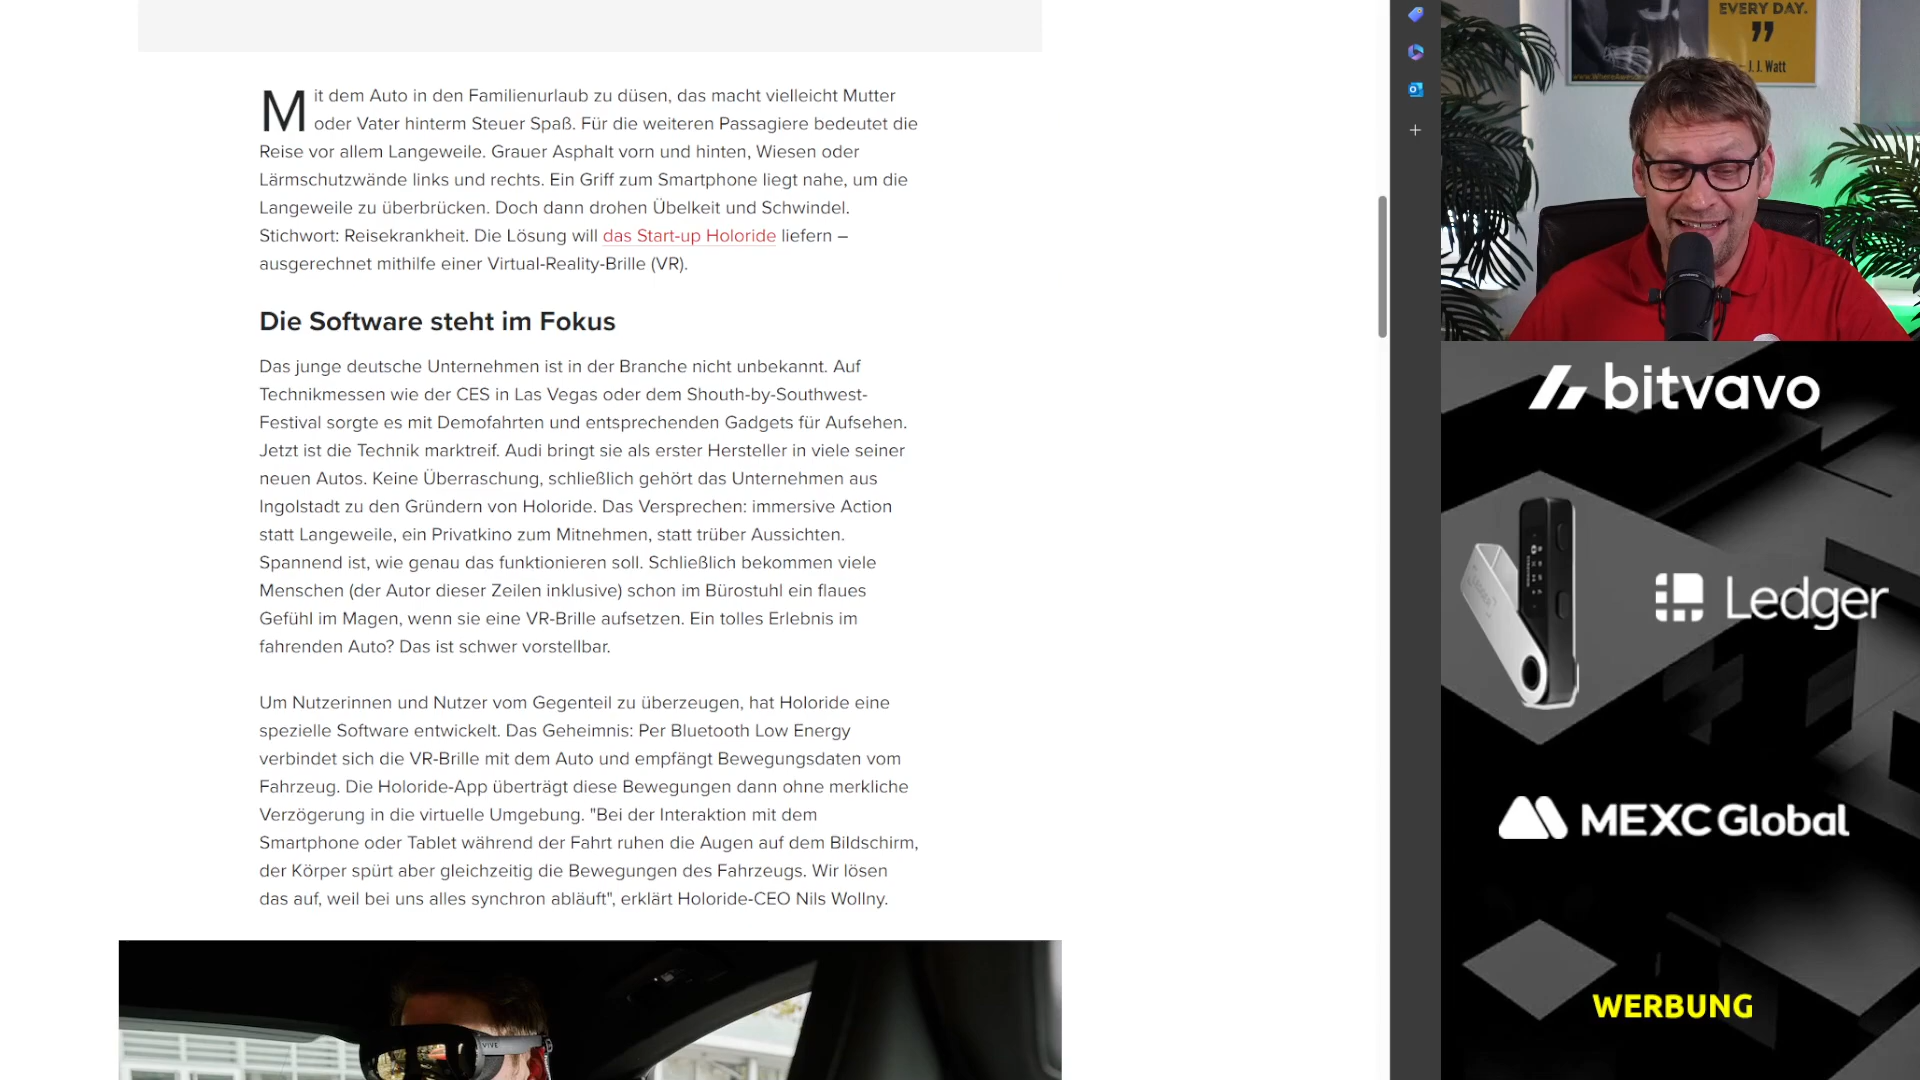 Mit dem Auto in den Familienurlaub zu düsen, das macht vielleicht Mutter
oder Vater hinterm Steuer Spaß. Für die weiteren Passagiere bedeutet die
Reise vor allem Langeweile. Grauer Asphalt vorn und hinten, Wiesen oder
Lärmschutzwände links und rechts. Ein Griff zum Smartphone liegt nahe, um die
Langeweile zu überbrücken. Doch dann drohen Übelkeit und Schwindel.
Stichwort: Reisekrankheit. Die Lösung will das Start-up Holoride liefern –
ausgerechnet mithilfe einer Virtual-Reality-Brille (VR).
Die Software steht im Fokus
Das junge deutsche Unternehmen ist in der Branche nicht unbekannt. Auf
Technikmessen wie der CES in Las Vegas oder dem Shouth-by-Southwest-
Festival sorgte es mit Demofahrten und entsprechenden Gadgets für Aufsehen.
Jetzt ist die Technik marktreif. Audi bringt sie als erster Hersteller in viele seiner
neuen Autos. Keine Überraschung, schließlich gehört das Unternehmen aus
Ingolstadt zu den Gründern von Holoride. Das Versprechen: immersive Action
statt Langeweile, ein Privatkino zum Mitnehmen, statt trüber Aussichten.
Spannend ist, wie genau das funktionieren soll. Schließlich bekommen viele
Menschen (der Autor dieser Zeilen inklusive) schon im Bürostuhl ein flaues
Gefühl im Magen, wenn sie eine VR-Brille aufsetzen. Ein tolles Erlebnis im
fahrenden Auto? Das ist schwer vorstellbar.
Um Nutzerinnen und Nutzer vom Gegenteil zu überzeugen, hat Holoride eine
spezielle Software entwickelt. Das Geheimnis: Per Bluetooth Low Energy
verbindet sich die VR-Brille mit dem Auto und empfängt Bewegungsdaten vom
Fahrzeug. Die Holoride-App überträgt diese Bewegungen dann ohne merkliche
Verzögerung in die virtuelle Umgebung. "Bei der Interaktion mit dem
Smartphone oder Tablet während der Fahrt ruhen die Augen auf dem Bildschirm,
der Körper spürt aber gleichzeitig die Bewegungen des Fahrzeugs. Wir lösen
das auf, weil bei uns alles synchron abläuft", erklärt Holoride-CEO Nils Wollny.
VIVE
EVERY DAY.
"
– J. J. Watt
bitvavo
Ledger
MEXC Global
WERBUNG